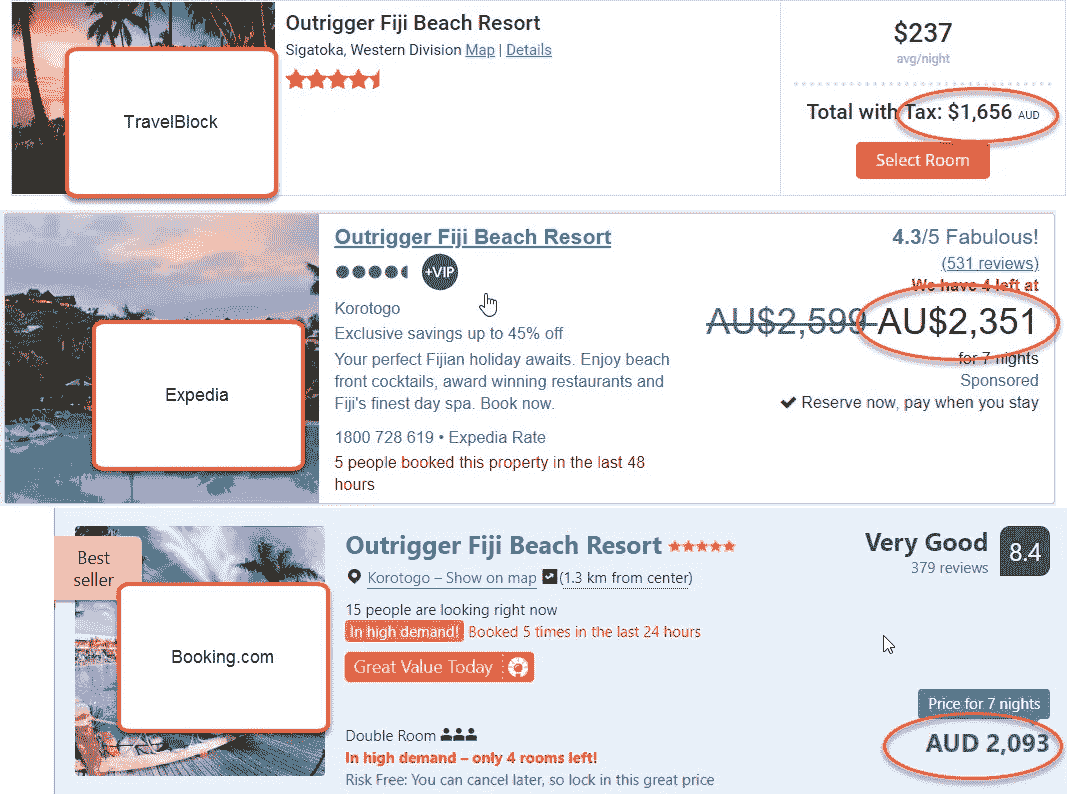 Outrigger Fiji Beach Resort
Sigatoka, Western Division Map | Details
TravelBlock
$237
avg/night
Total with Tax: $1,656 AUD
Select Room
Outrigger Fiji Beach Resort
+VIP
Korotogo
Exclusive savings up to 45% off
Your perfect Fijian holiday awaits. Enjoy beach
front cocktails, award winning restaurants and
Fiji's finest day spa. Book now.
1800 728 619 • Expedia Rate
5 people booked this property in the last 48
hours
Expedia
4.3/5 Fabulous!
(531 reviews)
We have 4 left at
AU$2,599 AU$2,351
for 7 nights
Sponsored
Reserve now, pay when you stay
Best
seller
Booking.com
Outrigger Fiji Beach Resort
Korotogo – Show on map (1.3 km from center)
15 people are looking right now
In high demand! Booked 5 times in the last 24 hours
Great Value Today
Double Room
In high demand – only 4 rooms left!
Risk Free: You can cancel later, so lock in this great price
Very Good 8.4
379 reviews
Price for 7 nights
AUD 2,093